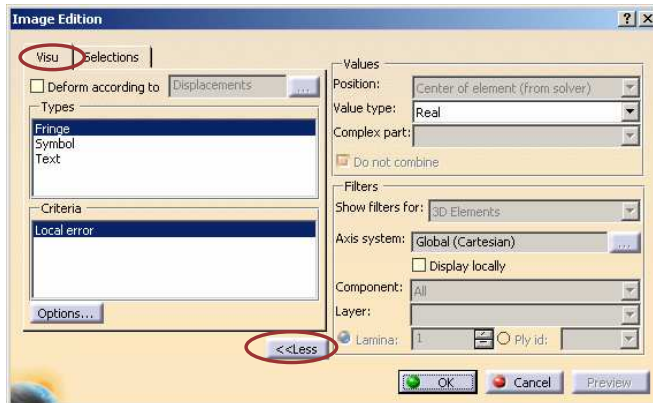 Image Edition
Visu
Selections
Deform according to
Displacements
...
Types
Fringe
Symbol
Text
Criteria
Local error
Options...
<<Less
Values
Position:
Center of element (from solver)
Value type:
Real
Complex part:
Do not combine
Filters
Show filters for:
3D Elements
Axis system:
Global (Cartesian)
...
Display locally
Component:
All
Layer:
Lamina:
1
Ply id:
OK
Cancel
Preview